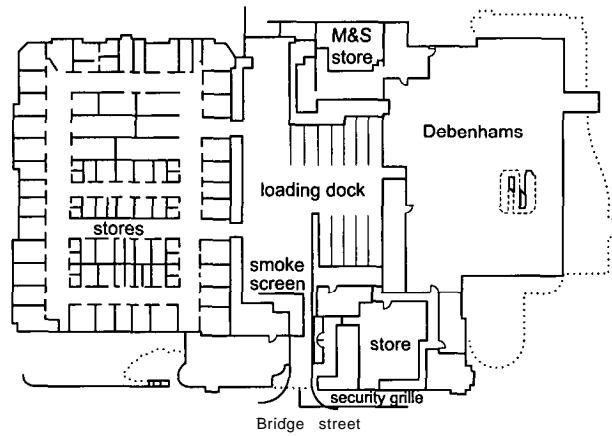 M&S
store
Debenhams
loading dock
stores
smoke
screen
store
security grille
Bridge street